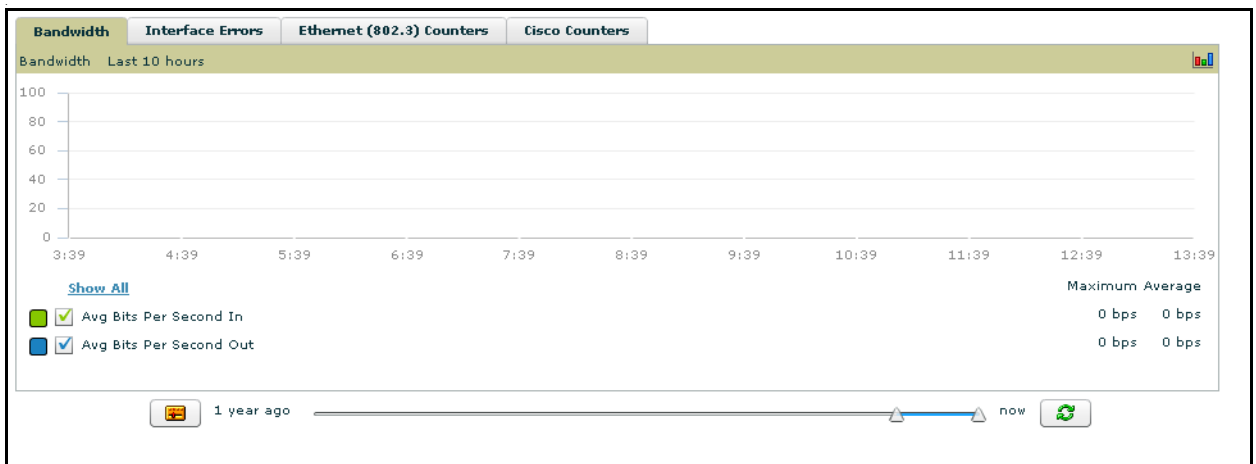 Bandwidth Interface Errors Ethernet (802.3) Counters Cisco Counters
Bandwidth Last 10 hours
100
80
60
40
20
0
3:39 4:39 5:39 6:39 7:39 8:39 9:39 10:39 11:39 12:39 13:39
Show All Maximum Average
Avg Bits Per Second In 0 bps 0 bps
Avg Bits Per Second Out 0 bps 0 bps
1 year ago now